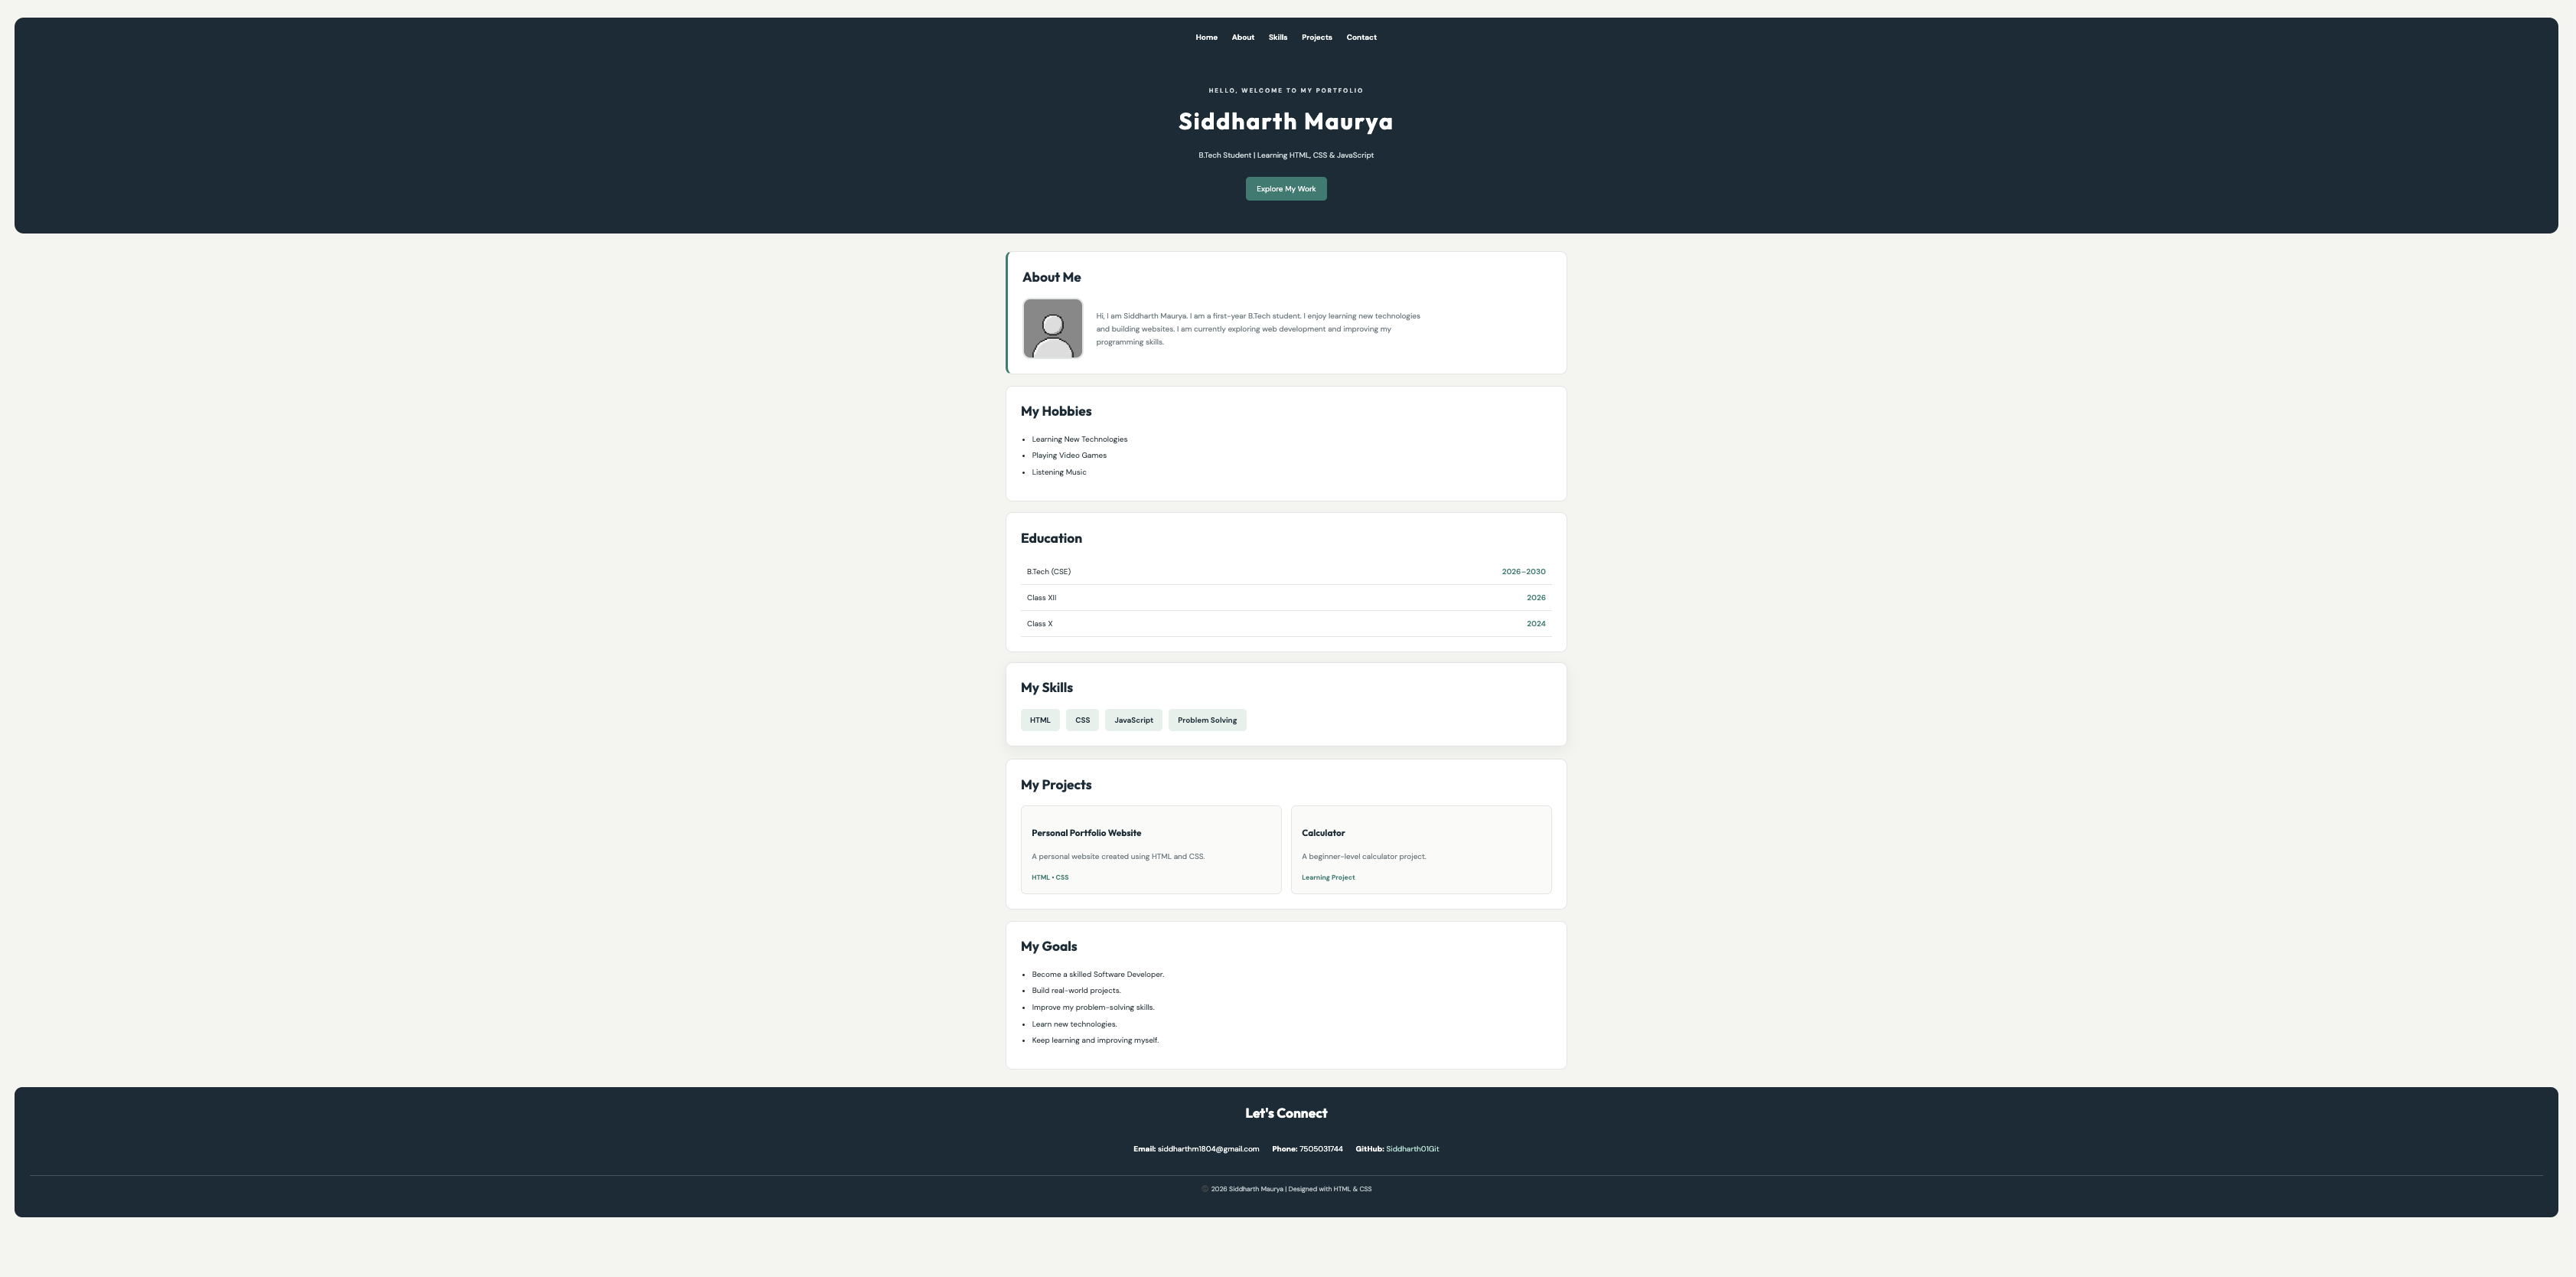 Home About Skills Projects Contact
HELLO, WELCOME TO MY PORTFOLIO
Siddharth Maurya
B.Tech Student | Learning HTML, CSS & JavaScript
Explore My Work
About Me
Hi, I am Siddharth Maurya. I am a first-year B.Tech student. I enjoy learning new technologies
and building websites. I am currently exploring web development and improving my
programming skills.
My Hobbies
• Learning New Technologies
• Playing Video Games
• Listening Music
Education
B.Tech (CSE) 2026–2030
Class XII 2026
Class X 2024
My Skills
HTML CSS JavaScript Problem Solving
My Projects
Personal Portfolio Website
A personal website created using HTML and CSS.
HTML • CSS
Calculator
A beginner-level calculator project.
Learning Project
My Goals
• Become a skilled Software Developer.
• Build real-world projects.
• Improve my problem-solving skills.
• Learn new technologies.
• Keep learning and improving myself.
Let's Connect
Email: siddharthm1804@gmail.com Phone: 7505031744 GitHub: Siddharth01Git
© 2026 Siddharth Maurya | Designed with HTML & CSS